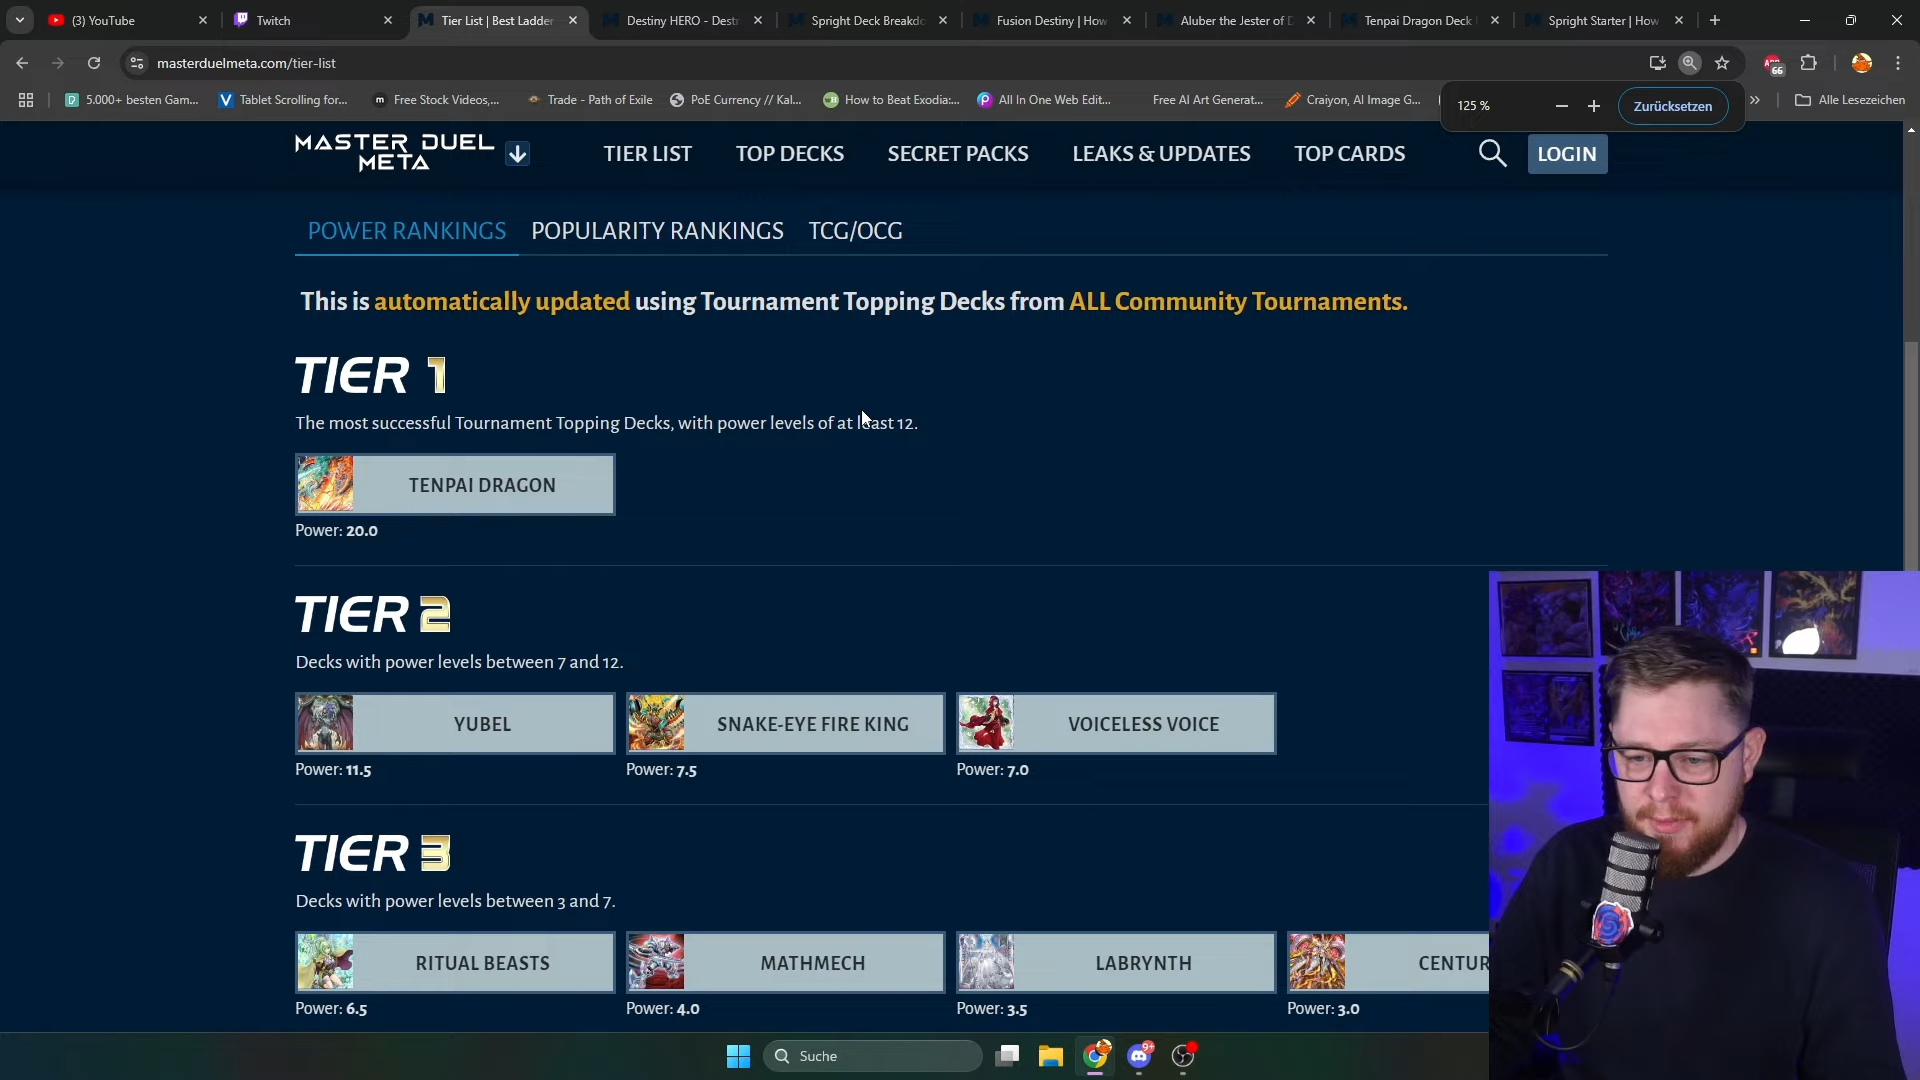 (3) YouTube
Twitch
Tier List | Best Ladder
Destiny HERO - Destr
Spright Deck Breakdo
Fusion Destiny | How
Aluber the Jester of D
Tenpai Dragon Deck
Spright Starter | How
masterduelmeta.com/tier-list
66
5.000+ besten Gam...
Tablet Scrolling for...
Free Stock Videos,...
Trade - Path of Exile
PoE Currency // Kal...
How to Beat Exodia:...
All In One Web Edit...
Free AI Art Generat...
Craiyon, AI Image G...
Alle Lesezeichen
125 %
Zurücksetzen
MASTER DUEL
META
TIER LIST
TOP DECKS
SECRET PACKS
LEAKS & UPDATES
TOP CARDS
LOGIN
POWER RANKINGS
POPULARITY RANKINGS
TCG/OCG
This is automatically updated using Tournament Topping Decks from ALL Community Tournaments.
TIER 1
The most successful Tournament Topping Decks, with power levels of at least 12.
TENPAI DRAGON
Power: 20.0
TIER 2
Decks with power levels between 7 and 12.
YUBEL
SNAKE-EYE FIRE KING
VOICELESS VOICE
Power: 11.5
Power: 7.5
Power: 7.0
TIER 3
Decks with power levels between 3 and 7.
RITUAL BEASTS
MATHMECH
LABRYNTH
CENTUR
Power: 6.5
Power: 4.0
Power: 3.5
Power: 3.0
Suche
9+